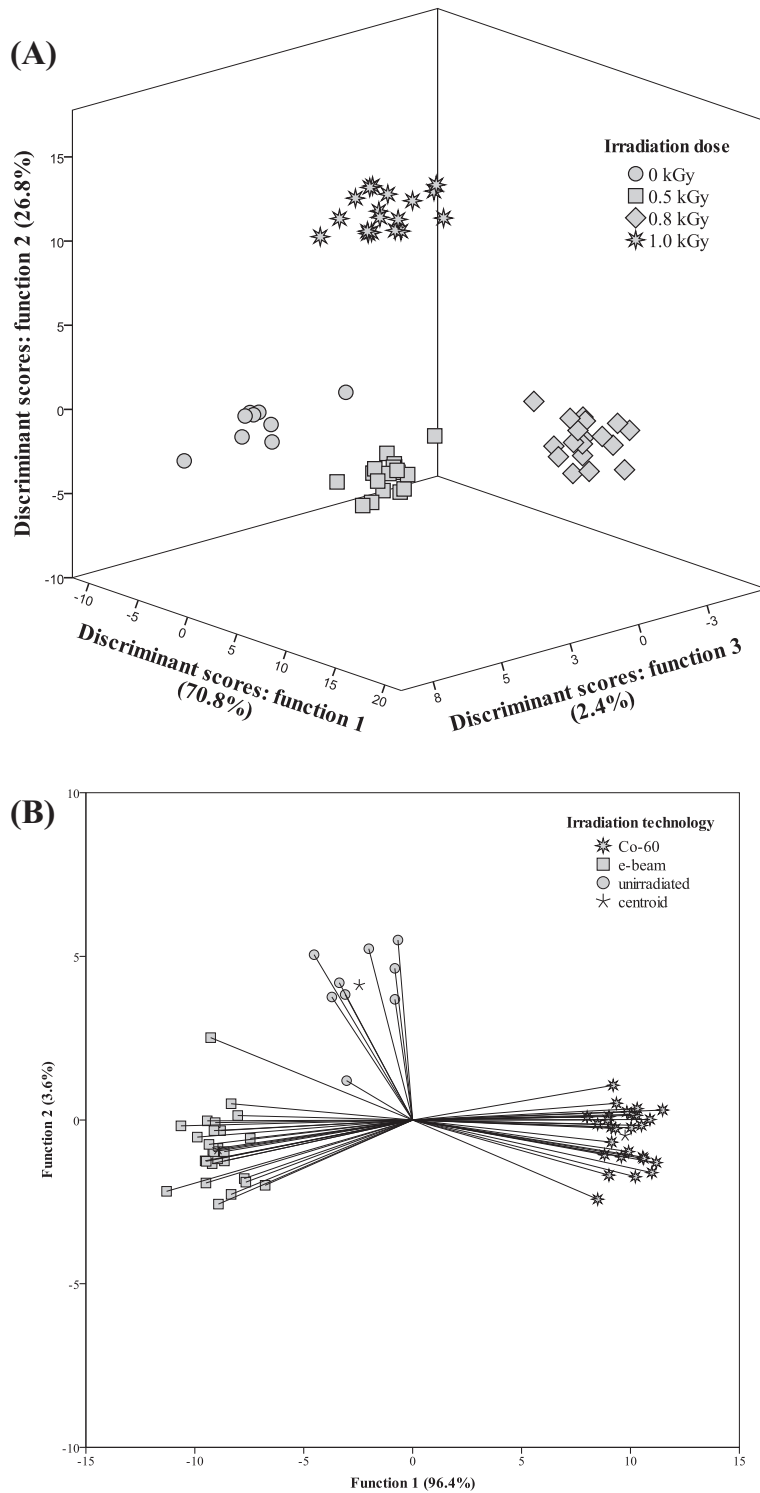 (A)
Discriminant scores: function 2 (26.8%)
15
10
5
0
-5
-10
Irradiation dose
0 kGy
0.5 kGy
0.8 kGy
1.0 kGy
-10
-5
0
5
10
15
20
Discriminant scores: function 1
(70.8%)
8
5
3
0
-3
Discriminant scores: function 3
(2.4%)
(B)
Function 2 (3.6%)
10
5
0
-5
-10
Irradiation technology
Co-60
e-beam
unirradiated
centroid
-15
-10
-5
0
5
10
15
Function 1 (96.4%)